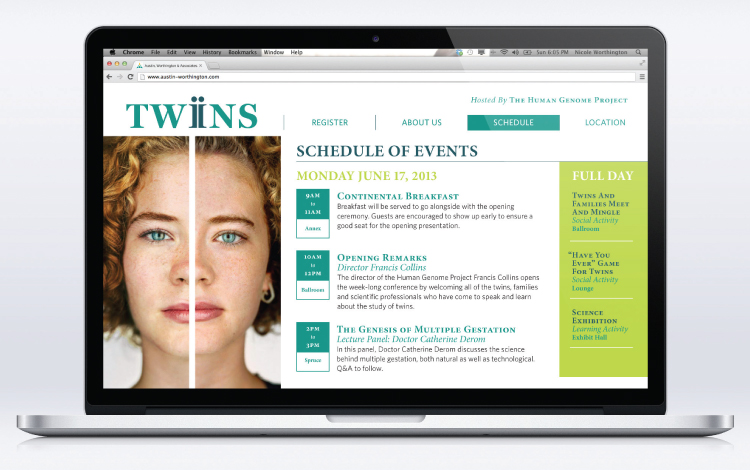 Chrome File Edit View History Bookmarks Window Help Sun 6:05 PM Nicole Worthington
Austin Worthington & Associates
www.austin-worthington.com
Hosted By The Human Genome Project
TWiiNS
REGISTER ABOUT US SCHEDULE LOCATION
SCHEDULE OF EVENTS
MONDAY JUNE 17, 2013
9AM
to
11AM
Annex
Continental Breakfast
Breakfast will be served to go alongside with the opening
ceremony. Guests are encouraged to show up early to ensure a
good seat for the opening presentation.
10AM
to
12PM
Ballroom
Opening Remarks
Director Francis Collins
The director of the Human Genome Project Francis Collins opens
the week-long conference by welcoming all of the twins, families
and scientific professionals who have come to speak and learn
about the study of twins.
2PM
to
3PM
Spruce
The Genesis of Multiple Gestation
Lecture Panel: Doctor Catherine Derom
In this panel, Doctor Catherine Derom discusses the science
behind multiple gestation, both natural as well as technological.
Q&A to follow.
FULL DAY
Twins And
Families Meet
And Mingle
Social Activity
Ballroom
"Have You
Ever" Game
For Twins
Social Activity
Lounge
Science
Exhibition
Learning Activity
Exhibit Hall